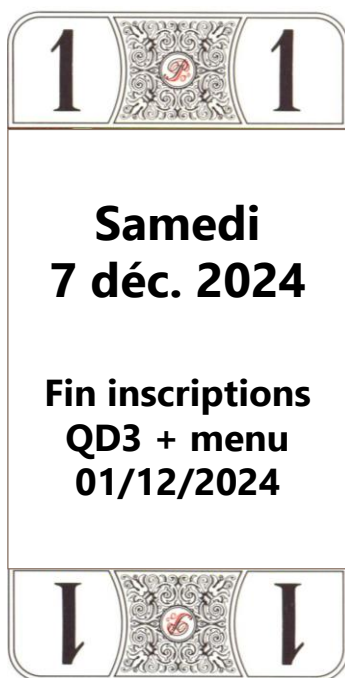 1 1
Samedi
7 déc. 2024
Fin inscriptions
QD3 + menu
01/12/2024
1 1